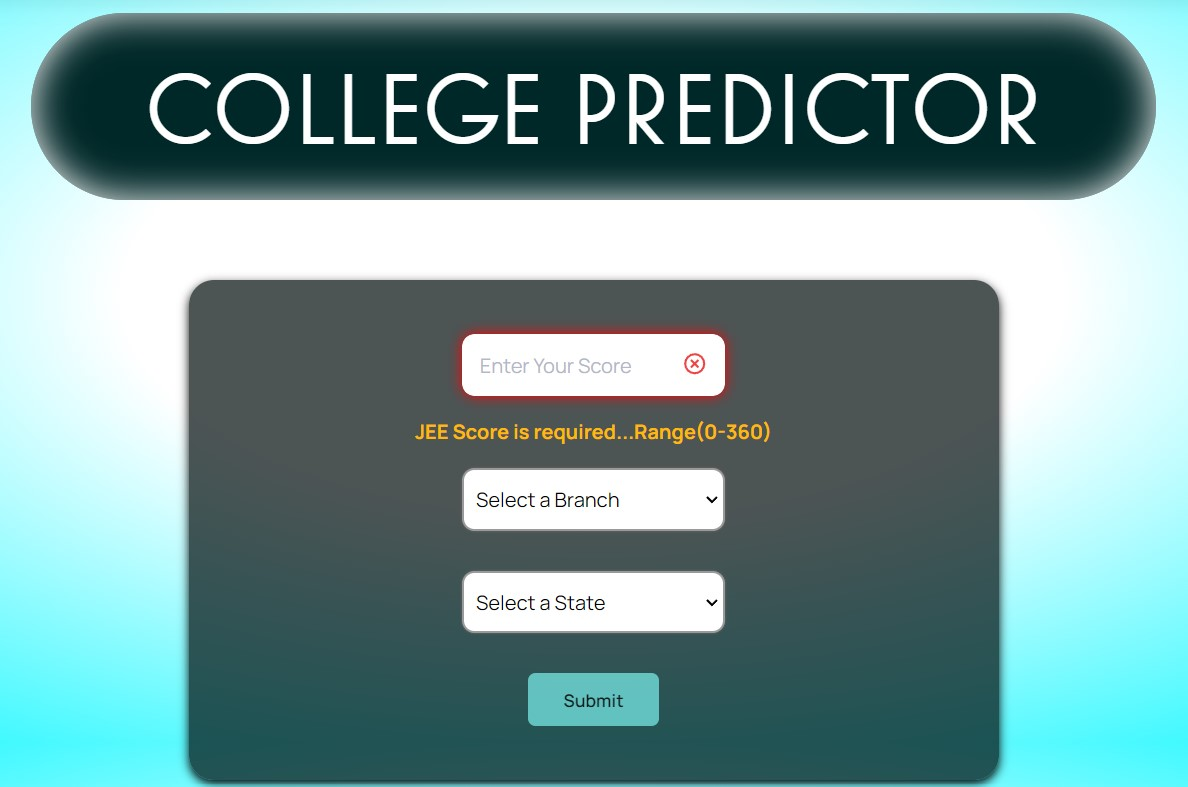 COLLEGE PREDICTOR
Enter Your Score
JEE Score is required...Range(0-360)
Select a Branch
Select a State
Submit